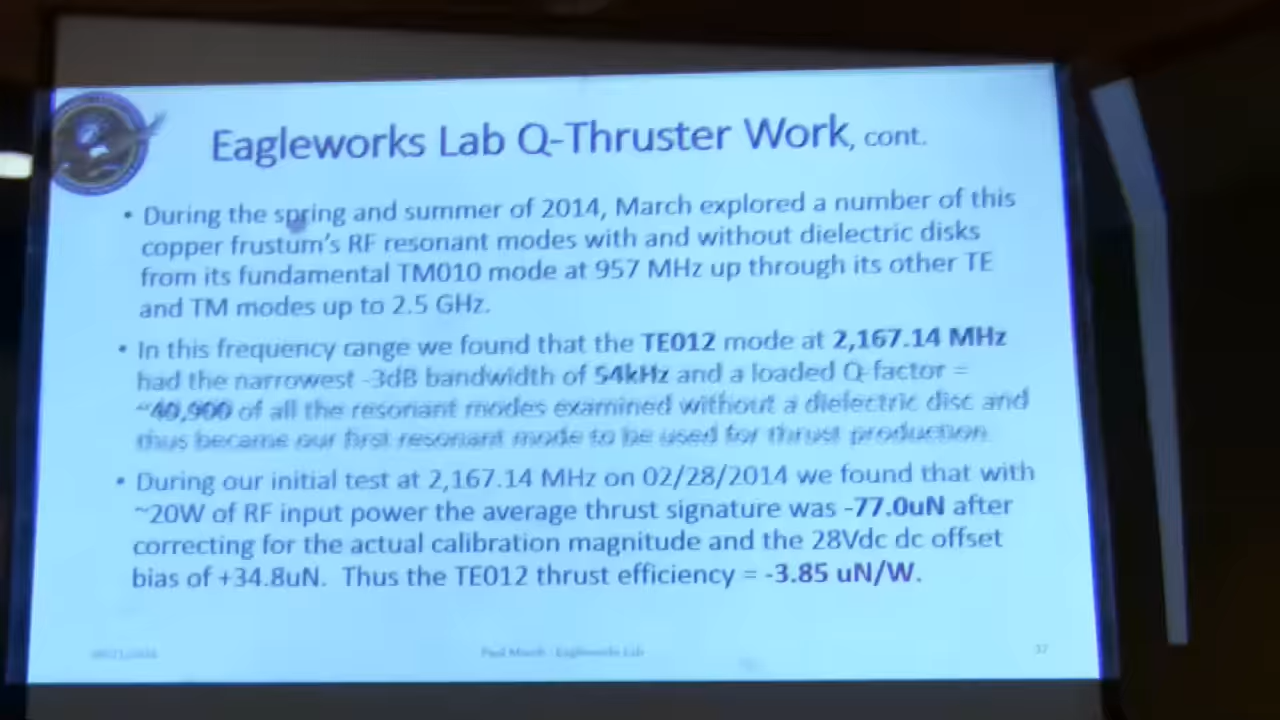 Eagleworks Lab Q-Thruster Work, cont.
• During the spring and summer of 2014, March explored a number of this
copper frustum's RF resonant modes with and without dielectric disks
from its fundamental TM010 mode at 957 MHz up through its other TE
and TM modes up to 2.5 GHz.
• In this frequency range we found that the TE012 mode at 2,167.14 MHz
had the narrowest -3dB bandwidth of 54kHz and a loaded Q-factor =
~40,900 of all the resonant modes examined without a dielectric disc and
thus became our first resonant mode to be used for thrust production.
• During our initial test at 2,167.14 MHz on 02/28/2014 we found that with
~20W of RF input power the average thrust signature was -77.0uN after
correcting for the actual calibration magnitude and the 28Vdc dc offset
bias of +34.8uN. Thus the TE012 thrust efficiency = -3.85 uN/W.
Paul March - Eagleworks Lab